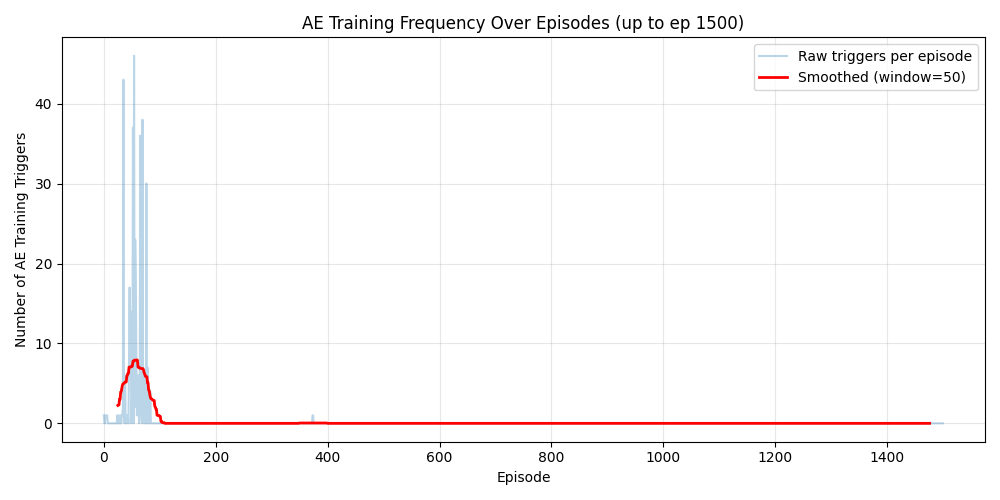 AE Training Frequency Over Episodes (up to ep 1500)
Raw triggers per episode
Smoothed (window=50)
Number of AE Training Triggers
40
30
20
10
0
0 200 400 600 800 1000 1200 1400
Episode